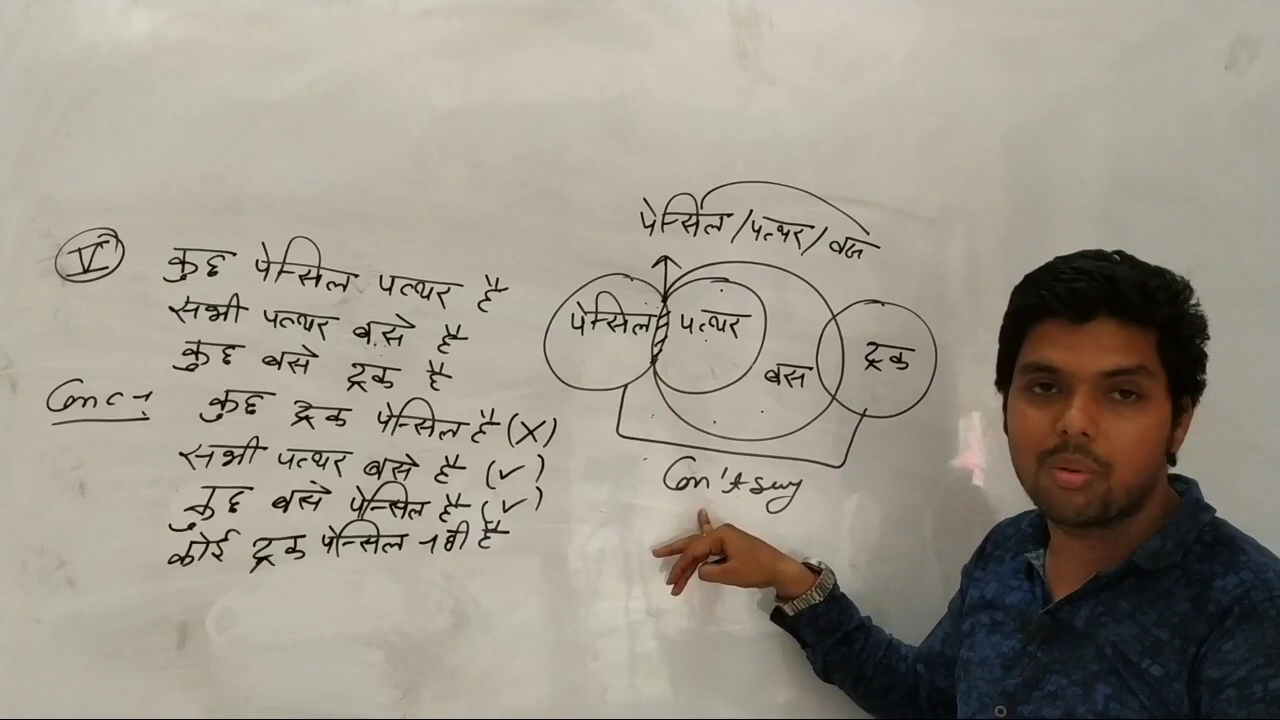 V
कुछ पेन्सिल पत्थर है
सभी पत्थर बसे है
कुछ बसे ट्रक है
Conc
कुछ ट्रक पेन्सिल है (X)
सभी पत्थर बसे है (✓)
कुछ बसे पेन्सिल है (✓)
कोई ट्रक पेन्सिल नही है
पेन्सिल / पत्थर / बस
पेन्सिल पत्थर
बस ट्रक
Can't say